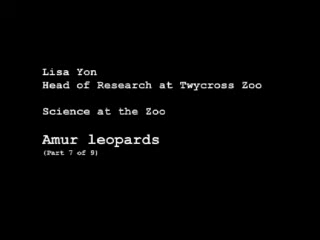 Lisa Yon
Head of Research at Twycross Zoo
Science at the Zoo
Amur leopards
(Part 7 of 9)